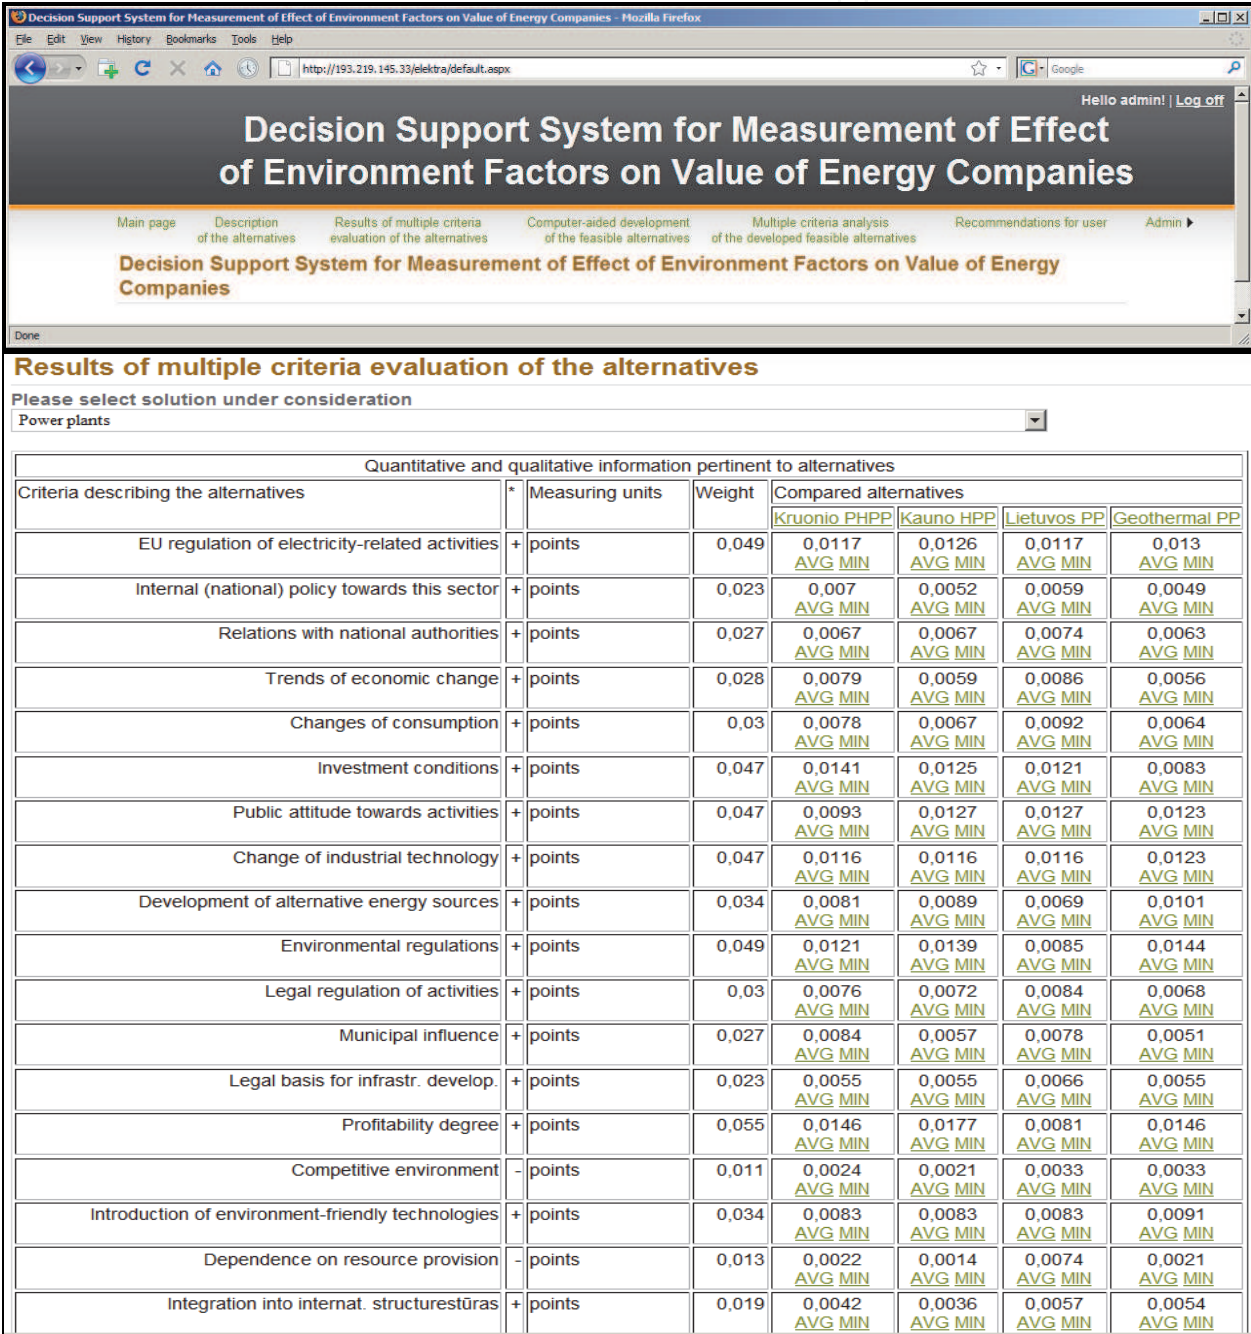 Decision Support System for Measurement of Effect of Environment Factors on Value of Energy Companies - Mozilla Firefox
File Edit View History Bookmarks Tools Help
http://193.219.145.33/elektra/default.aspx
Google
Hello admin! | Log off
Decision Support System for Measurement of Effect
of Environment Factors on Value of Energy Companies
Main page Description Results of multiple criteria Computer-aided development Multiple criteria analysis Recommendations for user Admin
of the alternatives evaluation of the alternatives of the feasible alternatives of the developed feasible alternatives
Decision Support System for Measurement of Effect of Environment Factors on Value of Energy
Companies
Done
Results of multiple criteria evaluation of the alternatives
Please select solution under consideration
Power plants
Quantitative and qualitative information pertinent to alternatives
Criteria describing the alternatives * Measuring units Weight Compared alternatives
Kruonio PHPP Kauno HPP Lietuvos PP Geothermal PP
EU regulation of electricity-related activities + points 0,049 0,0117 0,0126 0,0117 0,013
AVG MIN AVG MIN AVG MIN AVG MIN
Internal (national) policy towards this sector + points 0,023 0,007 0,0052 0,0059 0,0049
AVG MIN AVG MIN AVG MIN AVG MIN
Relations with national authorities + points 0,027 0,0067 0,0067 0,0074 0,0063
AVG MIN AVG MIN AVG MIN AVG MIN
Trends of economic change + points 0,028 0,0079 0,0059 0,0086 0,0056
AVG MIN AVG MIN AVG MIN AVG MIN
Changes of consumption + points 0,03 0,0078 0,0067 0,0092 0,0064
AVG MIN AVG MIN AVG MIN AVG MIN
Investment conditions + points 0,047 0,0141 0,0125 0,0121 0,0083
AVG MIN AVG MIN AVG MIN AVG MIN
Public attitude towards activities + points 0,047 0,0093 0,0127 0,0127 0,0123
AVG MIN AVG MIN AVG MIN AVG MIN
Change of industrial technology + points 0,047 0,0116 0,0116 0,0116 0,0123
AVG MIN AVG MIN AVG MIN AVG MIN
Development of alternative energy sources + points 0,034 0,0081 0,0089 0,0069 0,0101
AVG MIN AVG MIN AVG MIN AVG MIN
Environmental regulations + points 0,049 0,0121 0,0139 0,0085 0,0144
AVG MIN AVG MIN AVG MIN AVG MIN
Legal regulation of activities + points 0,03 0,0076 0,0072 0,0084 0,0068
AVG MIN AVG MIN AVG MIN AVG MIN
Municipal influence + points 0,027 0,0084 0,0057 0,0078 0,0051
AVG MIN AVG MIN AVG MIN AVG MIN
Legal basis for infrastr. develop. + points 0,023 0,0055 0,0055 0,0066 0,0055
AVG MIN AVG MIN AVG MIN AVG MIN
Profitability degree + points 0,055 0,0146 0,0177 0,0081 0,0146
AVG MIN AVG MIN AVG MIN AVG MIN
Competitive environment - points 0,011 0,0024 0,0021 0,0033 0,0033
AVG MIN AVG MIN AVG MIN AVG MIN
Introduction of environment-friendly technologies + points 0,034 0,0083 0,0083 0,0083 0,0091
AVG MIN AVG MIN AVG MIN AVG MIN
Dependence on resource provision - points 0,013 0,0022 0,0014 0,0074 0,0021
AVG MIN AVG MIN AVG MIN AVG MIN
Integration into internat. structurestūras + points 0,019 0,0042 0,0036 0,0057 0,0054
AVG MIN AVG MIN AVG MIN AVG MIN